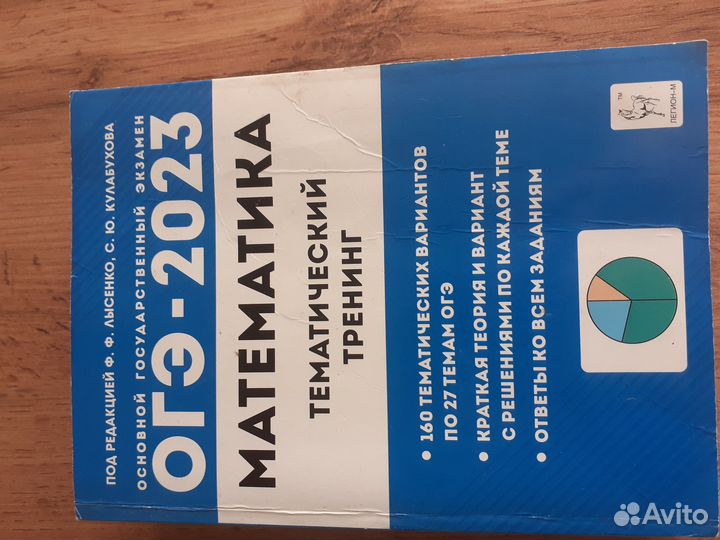 ПОД РЕДАКЦИЕЙ Ф. Ф. ЛЫСЕНКО, С. Ю. КУЛАБУХОВА
ОСНОВНОЙ ГОСУДАРСТВЕННЫЙ ЭКЗАМЕН
ОГЭ-2023
МАТЕМАТИКА
ТЕМАТИЧЕСКИЙ
ТРЕНИНГ
• 160 ТЕМАТИЧЕСКИХ ВАРИАНТОВ
ПО 27 ТЕМАМ ОГЭ
• КРАТКАЯ ТЕОРИЯ И ВАРИАНТ
С РЕШЕНИЯМИ ПО КАЖДОЙ ТЕМЕ
• ОТВЕТЫ КО ВСЕМ ЗАДАНИЯМ
TM
ЛЕГИОН-М
Avito